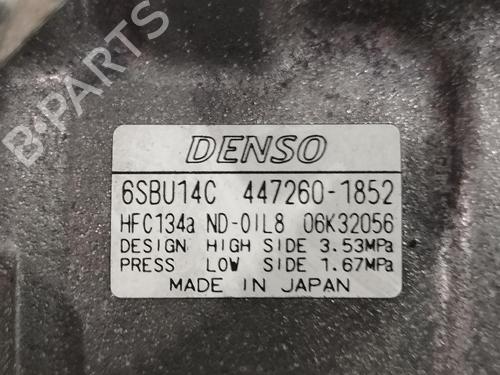 B-PARTS
DENSO
6SBU14C 447260-1852
HFC134a ND-OIL8 06K32056
DESIGN HIGH SIDE 3.53MPa
PRESS LOW SIDE 1.67MPa
MADE IN JAPAN